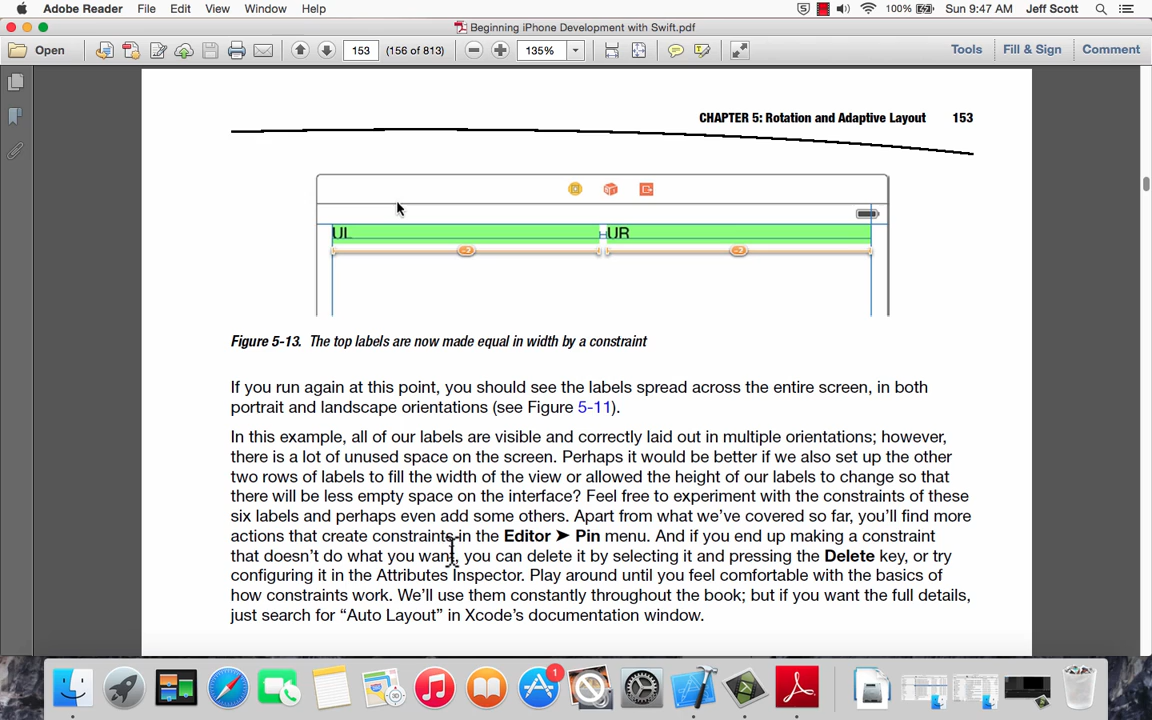 Adobe Reader File Edit View Window Help 100% Sun 9:47 AM Jeff Scott
Beginning iPhone Development with Swift.pdf
Open 153 (156 of 813) 135% Tools Fill & Sign Comment
CHAPTER 5: Rotation and Adaptive Layout 153
UL UR
Figure 5-13. The top labels are now made equal in width by a constraint
If you run again at this point, you should see the labels spread across the entire screen, in both
portrait and landscape orientations (see Figure 5-11).
In this example, all of our labels are visible and correctly laid out in multiple orientations; however,
there is a lot of unused space on the screen. Perhaps it would be better if we also set up the other
two rows of labels to fill the width of the view or allowed the height of our labels to change so that
there will be less empty space on the interface? Feel free to experiment with the constraints of these
six labels and perhaps even add some others. Apart from what we’ve covered so far, you’ll find more
actions that create constraints in the Editor ➤ Pin menu. And if you end up making a constraint
that doesn’t do what you want, you can delete it by selecting it and pressing the Delete key, or try
configuring it in the Attributes Inspector. Play around until you feel comfortable with the basics of
how constraints work. We’ll use them constantly throughout the book; but if you want the full details,
just search for “Auto Layout” in Xcode’s documentation window.
1
3D